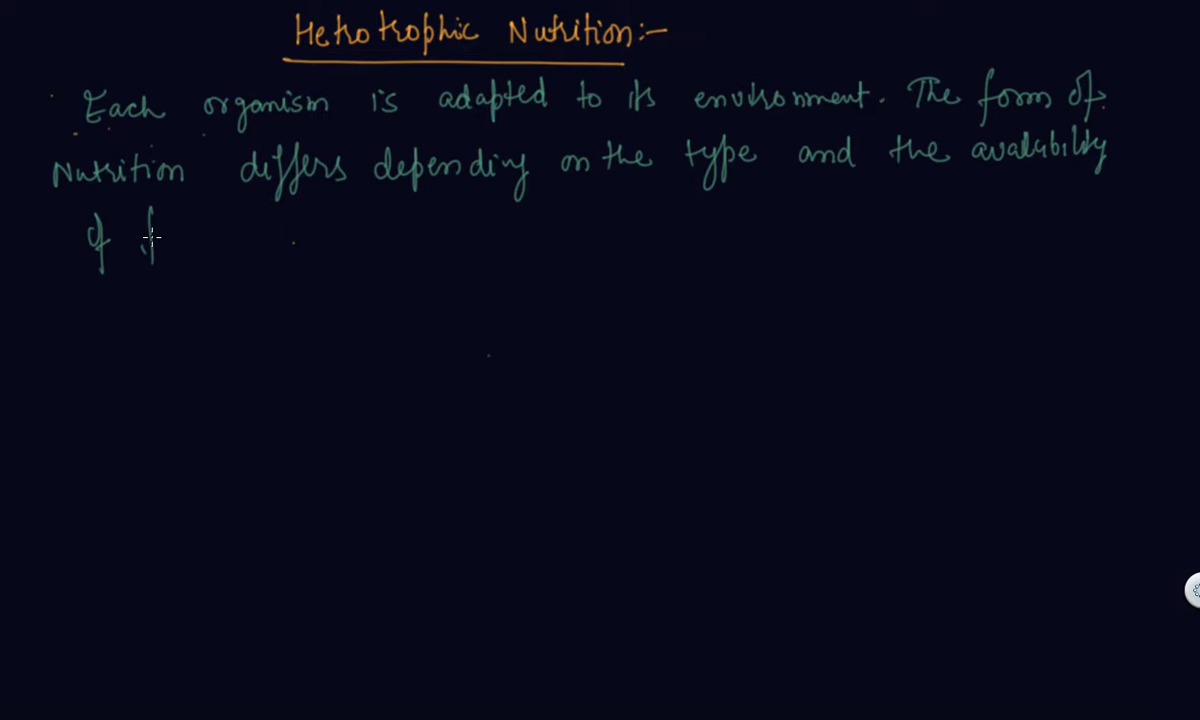 Hetrotrophic Nutrition:-
Each organism is adapted to its environment. The form of
Nutrition differs depending on the type and the availability
of f